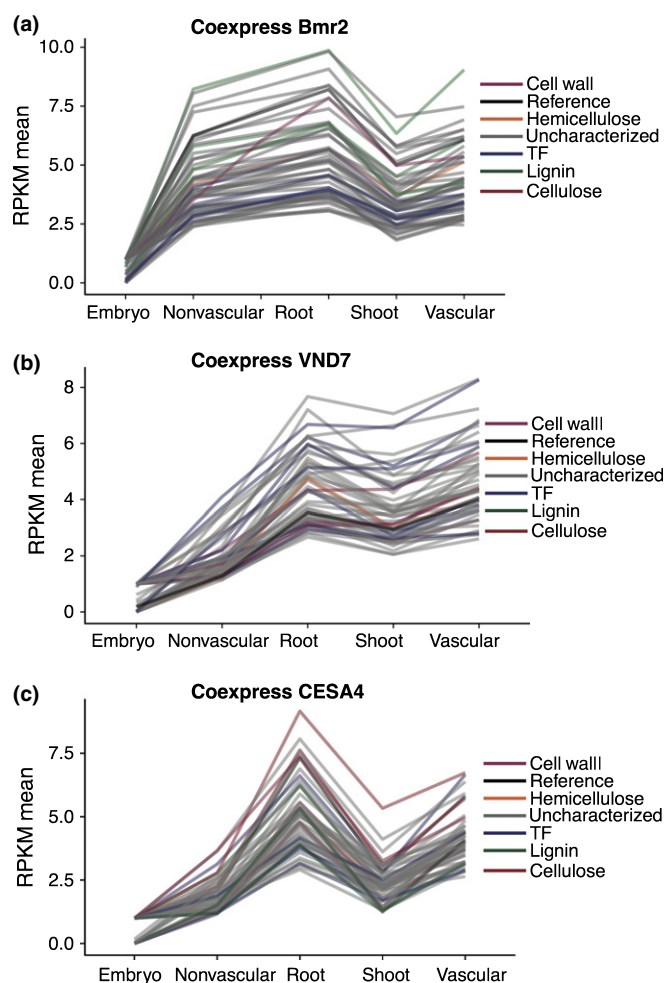 (a)
Coexpress Bmr2
RPKM mean
10.0
7.5
5.0
2.5
0.0
Embryo Nonvascular Root Shoot Vascular
Cell wall
Reference
Hemicellulose
Uncharacterized
TF
Lignin
Cellulose
(b)
Coexpress VND7
RPKM mean
8
6
4
2
0
Embryo Nonvascular Root Shoot Vascular
Cell walll
Reference
Hemicellulose
Uncharacterized
TF
Lignin
Cellulose
(c)
Coexpress CESA4
RPKM mean
7.5
5.0
2.5
0.0
Embryo Nonvascular Root Shoot Vascular
Cell walll
Reference
Hemicellulose
Uncharacterized
TF
Lignin
Cellulose